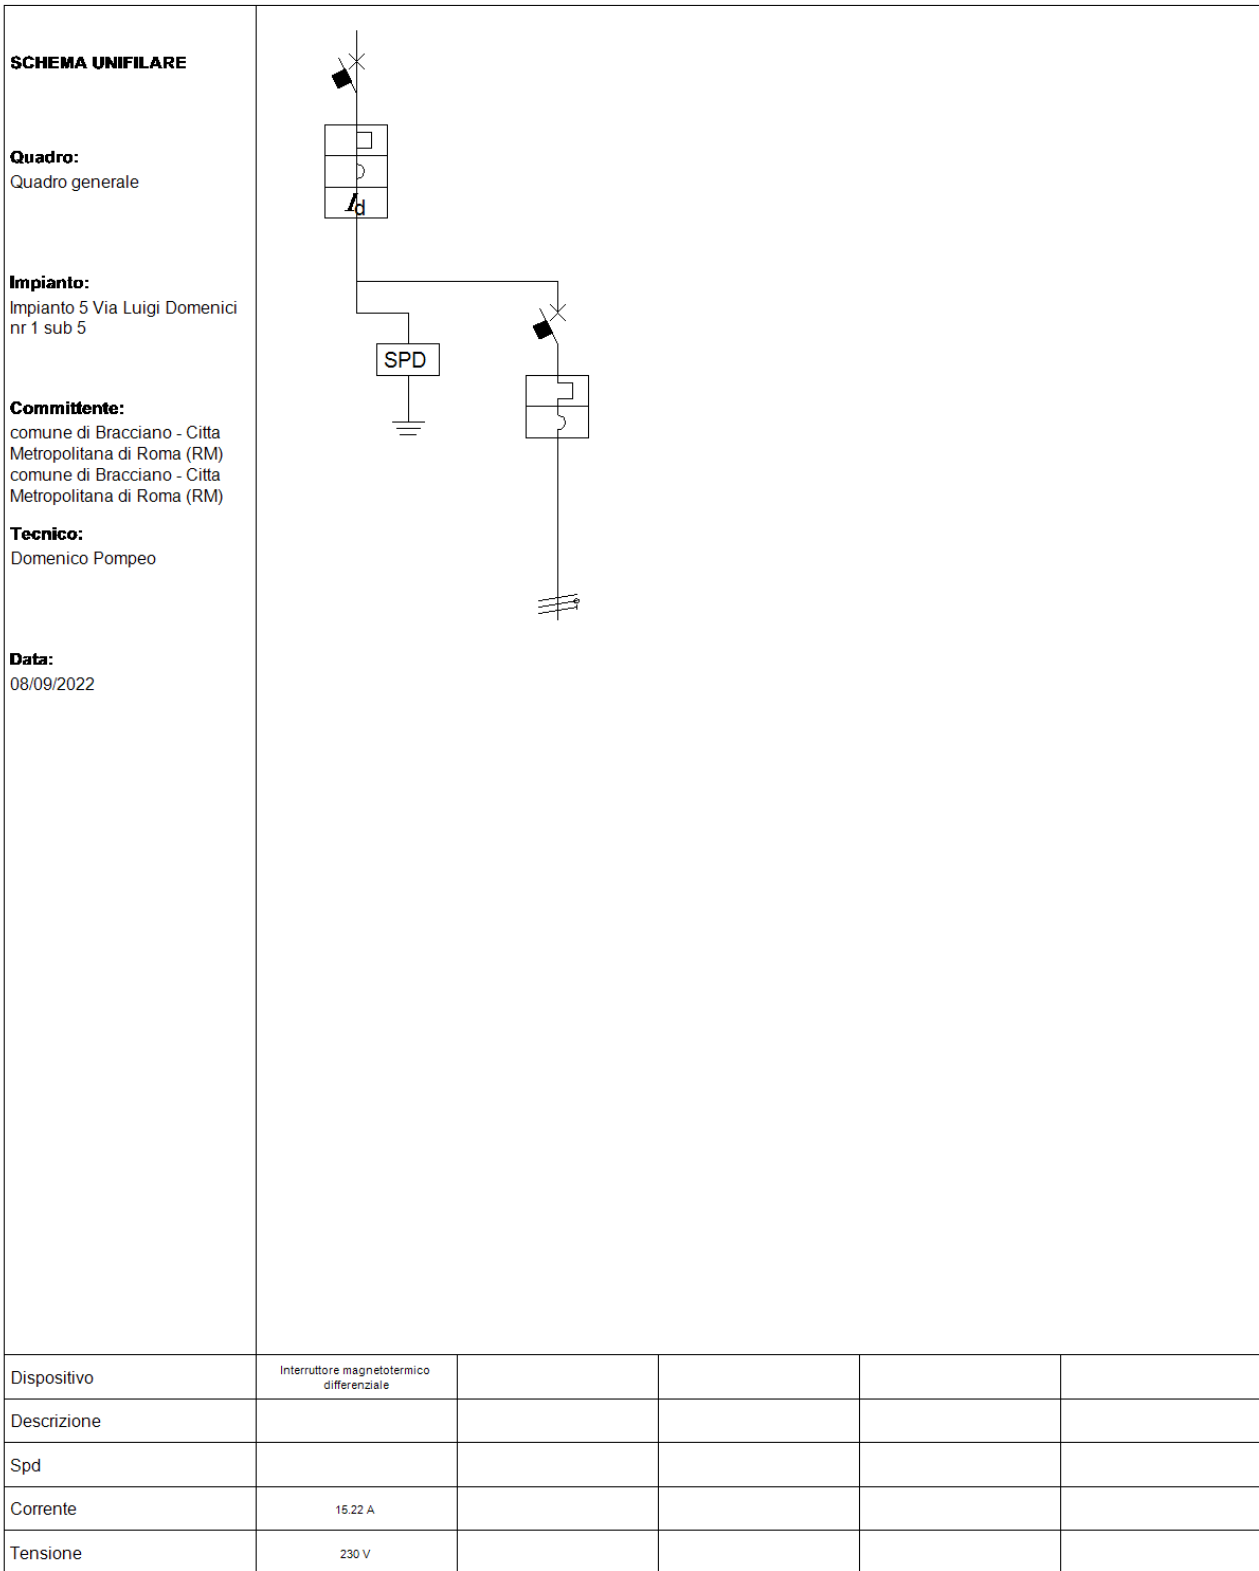 SCHEMA UNIFILARE
Quadro:
Quadro generale
Impianto:
Impianto 5 Via Luigi Domenici
nr 1 sub 5
Committente:
comune di Bracciano - Citta
Metropolitana di Roma (RM)
comune di Bracciano - Citta
Metropolitana di Roma (RM)
Tecnico:
Domenico Pompeo
Data:
08/09/2022
Id
SPD
Dispositivo
Interruttore magnetotermico
differenziale
Descrizione
Spd
Corrente
15.22 A
Tensione
230 V